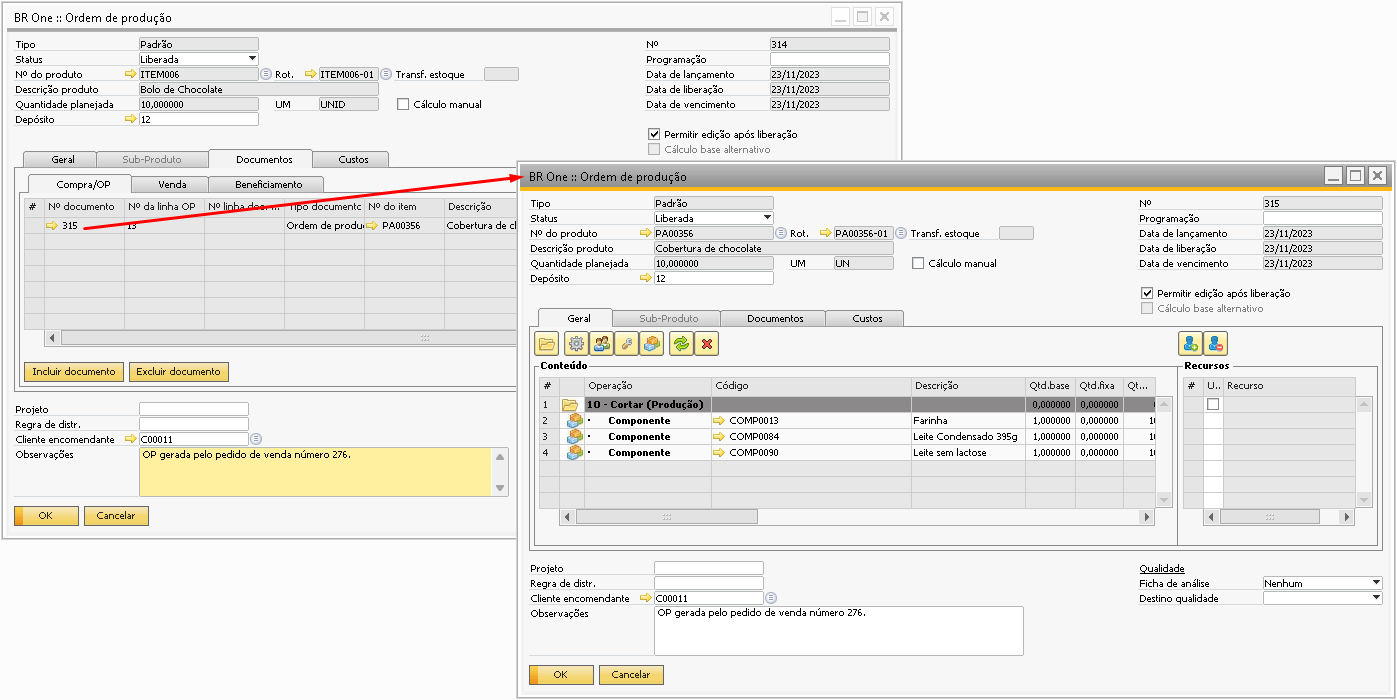 BR One :: Ordem de produção
Tipo Padrão Nº 314
Status Liberada Programação
Nº do produto ITEM006 Rot. ITEM006-01 Transf. estoque Data de lançamento 23/11/2023
Descrição produto Bolo de Chocolate Data de liberação 23/11/2023
Quantidade planejada 10,000000 UM UNID Cálculo manual Data de vencimento 23/11/2023
Depósito 12
Permitir edição após liberação
Cálculo base alternativo
Geral Sub-Produto Documentos Custos
Compra/OP Venda Beneficiamento
# Nº documento Nº da linha OP Nº linha doc. ... Tipo documento Nº do item Descrição
315 13 Ordem de produ PA00356 Cobertura de cl
Incluir documento Excluir documento
Projeto
Regra de distr.
Cliente encomendante C00011
Observações OP gerada pelo pedido de venda número 276.
OK Cancelar
BR One :: Ordem de produção
Tipo Padrão Nº 315
Status Liberada Programação
Nº do produto PA00356 Rot. PA00356-01 Transf. estoque Data de lançamento 23/11/2023
Descrição produto Cobertura de chocolate Data de liberação 23/11/2023
Quantidade planejada 10,000000 UM UN Cálculo manual Data de vencimento 23/11/2023
Depósito 12
Permitir edição após liberação
Cálculo base alternativo
Geral Sub-Produto Documentos Custos
Conteúdo Recursos
# Operação Código Descrição Qtd.base Qtd.fixa Qt... # U.. Recurso
1 10 - Cortar (Produção) 0,000000 0,000000
2 Componente COMP0013 Farinha 1,000000 0,000000 10
3 Componente COMP0084 Leite Condensado 395g 1,000000 0,000000 10
4 Componente COMP0090 Leite sem lactose 1,000000 0,000000 10
Projeto Qualidade
Regra de distr. Ficha de análise Nenhum
Cliente encomendante C00011 Destino qualidade
Observações OP gerada pelo pedido de venda número 276.
OK Cancelar